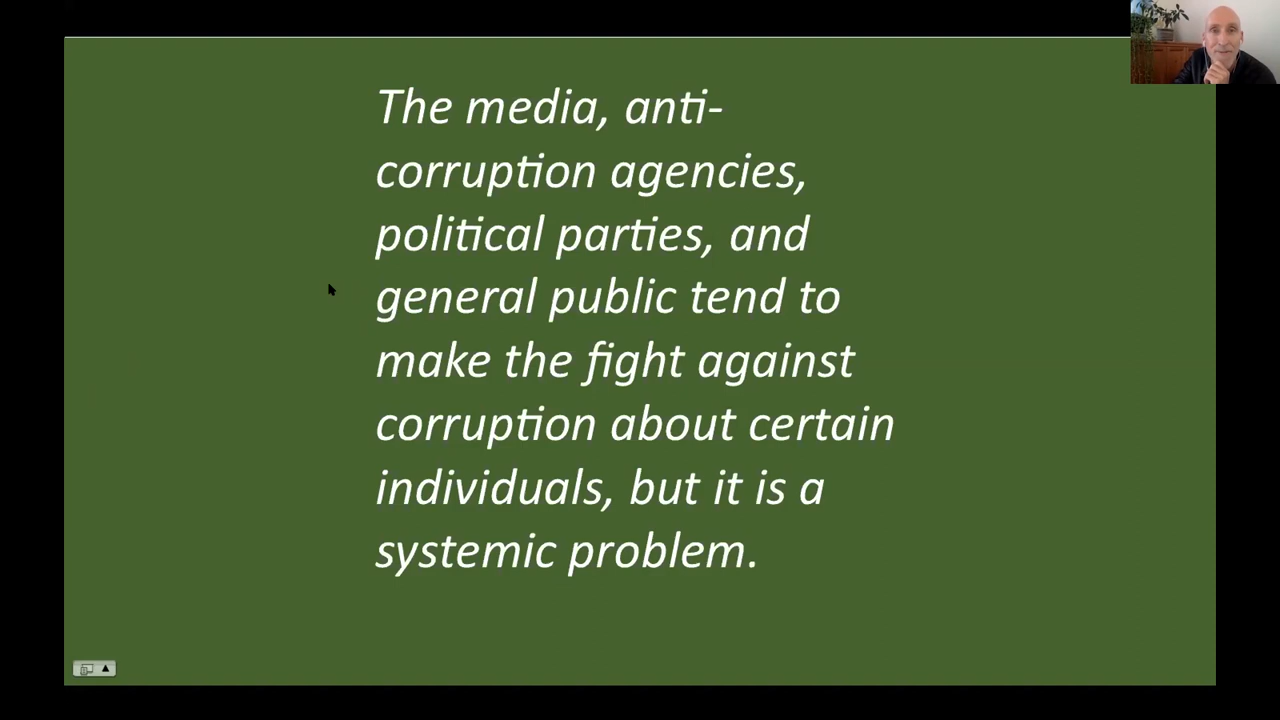 The media, anti-
corruption agencies,
political parties, and
general public tend to
make the fight against
corruption about certain
individuals, but it is a
systemic problem.